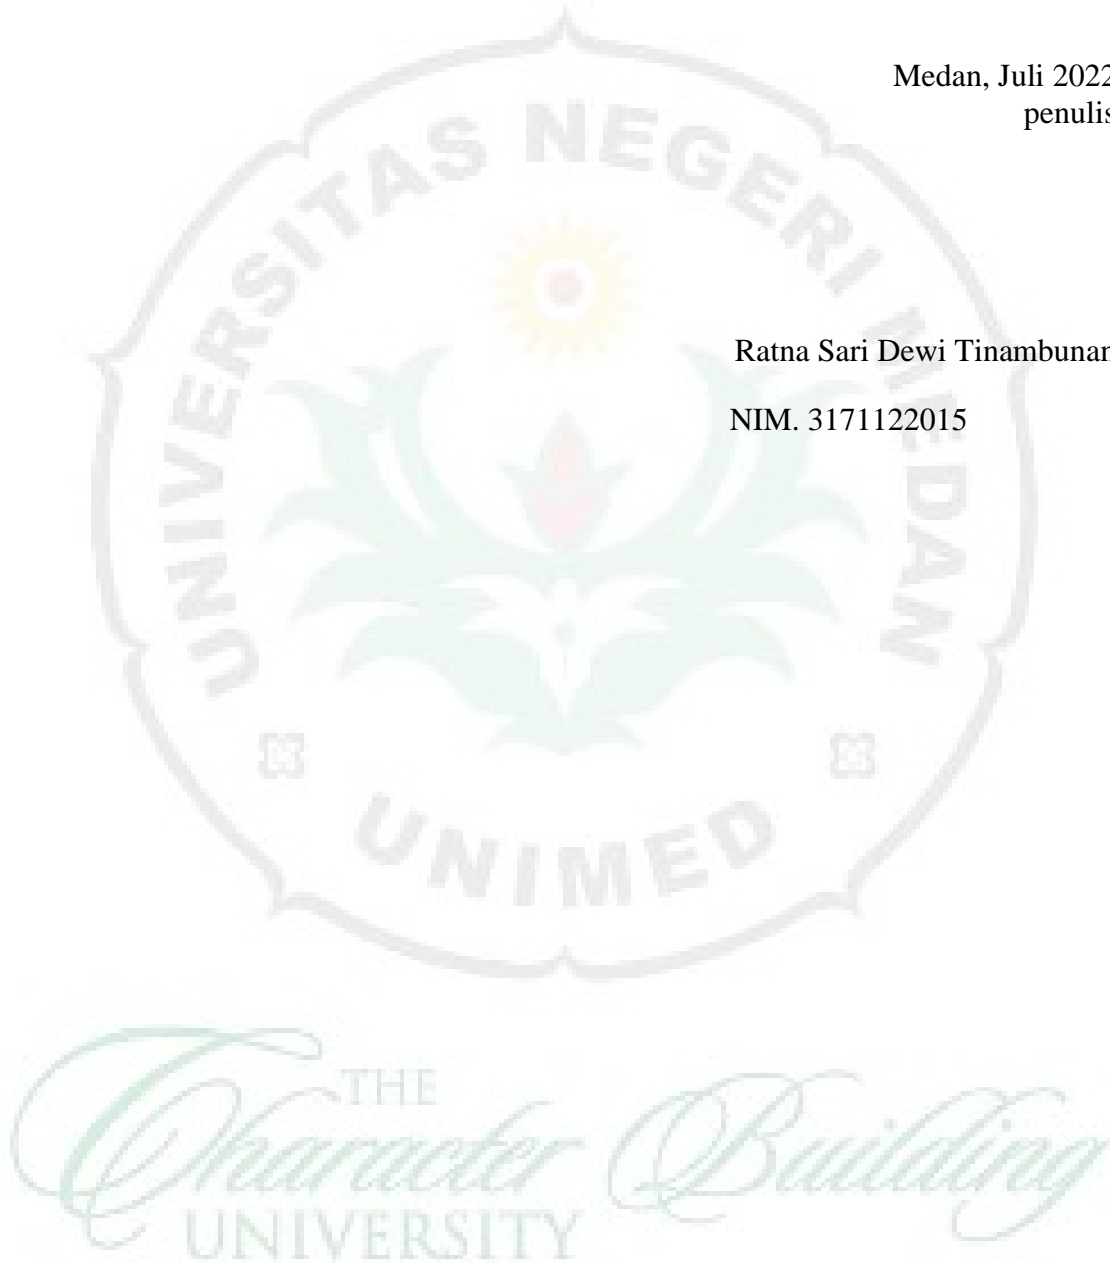 Medan, Juli 2022
penulis
Ratna Sari Dewi Tinambunan
NIM. 3171122015
UNIVERSITAS NEGERI MEDAN
UNIMED
THE
Character Building
UNIVERSITY